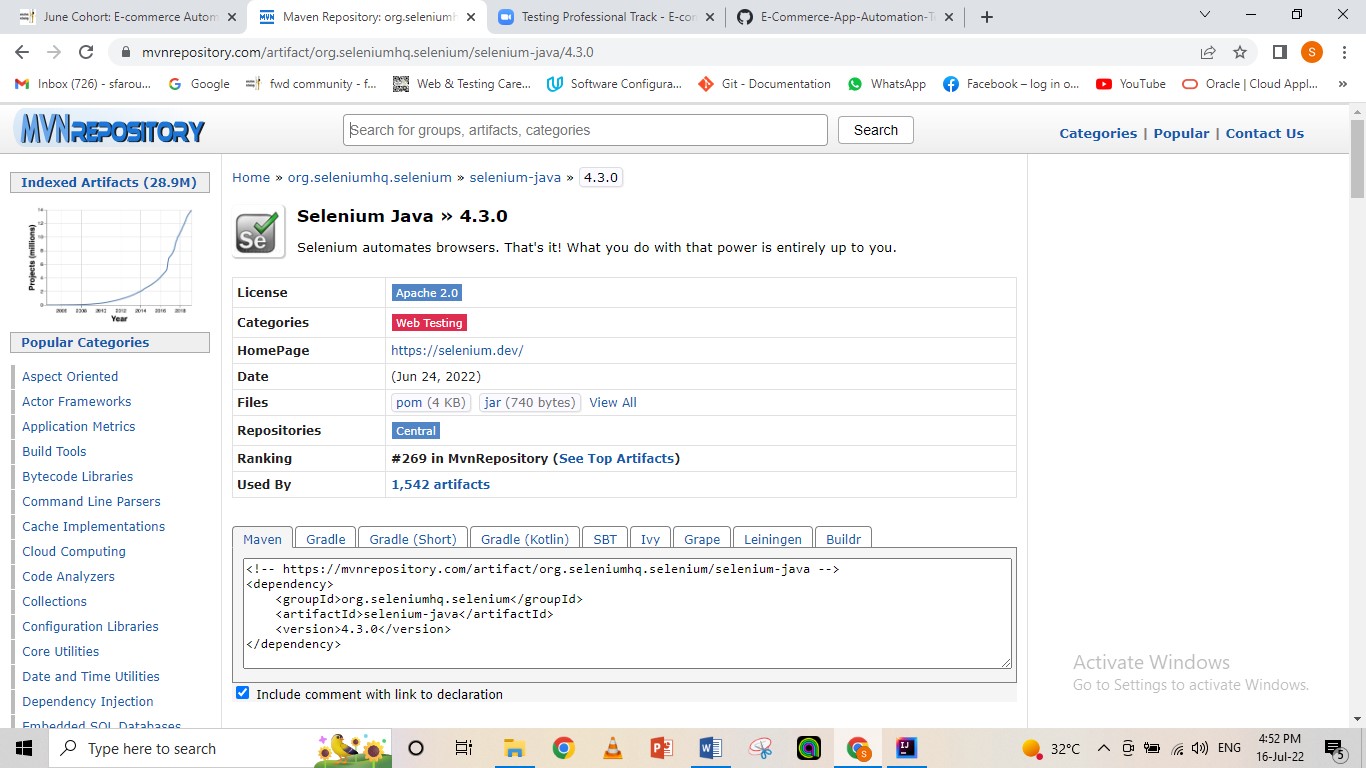 June Cohort: E-commerce Autom
Maven Repository: org.seleniumh
Testing Professional Track - E-con
E-Commerce-App-Automation-T
mvnrepository.com/artifact/org.seleniumhq.selenium/selenium-java/4.3.0
S
Inbox (726) - sfarou...
Google
fwd community - f...
Web & Testing Care...
Software Configura...
Git - Documentation
WhatsApp
Facebook – log in o...
YouTube
Oracle | Cloud Appl...
MVNREPOSITORY
Search for groups, artifacts, categories
Search
Categories | Popular | Contact Us
Indexed Artifacts (28.9M)
Projects (millions)
Year
Popular Categories
Aspect Oriented
Actor Frameworks
Application Metrics
Build Tools
Bytecode Libraries
Command Line Parsers
Cache Implementations
Cloud Computing
Code Analyzers
Collections
Configuration Libraries
Core Utilities
Date and Time Utilities
Dependency Injection
Embedded SQL Databases
Home » org.seleniumhq.selenium » selenium-java » 4.3.0
Se
Selenium Java » 4.3.0
Selenium automates browsers. That's it! What you do with that power is entirely up to you.
License Apache 2.0
Categories Web Testing
HomePage https://selenium.dev/
Date (Jun 24, 2022)
Files pom (4 KB) jar (740 bytes) View All
Repositories Central
Ranking #269 in MvnRepository (See Top Artifacts)
Used By 1,542 artifacts
Maven Gradle Gradle (Short) Gradle (Kotlin) SBT Ivy Grape Leiningen Buildr
<!-- https://mvnrepository.com/artifact/org.seleniumhq.selenium/selenium-java -->
<dependency>
    <groupId>org.seleniumhq.selenium</groupId>
    <artifactId>selenium-java</artifactId>
    <version>4.3.0</version>
</dependency>
Include comment with link to declaration
Activate Windows
Go to Settings to activate Windows.
Type here to search
32°C
ENG
4:52 PM
16-Jul-22
5